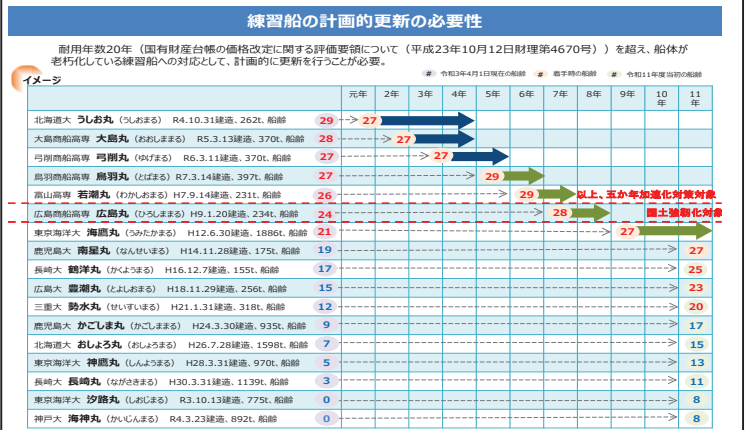 練習船の計画的更新の必要性
耐用年数20年（国有財産台帳の価格改定に関する評価要領について（平成23年10月12日財理第4670号））を超え、船体が
老朽化している練習船への対応として、計画的に更新を行うことが必要。
イメージ
# 令和3年4月1日現在の船齢 # 着手時の船齢 # 令和11年度当初の船齢
元年 2年 3年 4年 5年 6年 7年 8年 9年 10年 11年
北海道大 うしお丸（うしおまる） R4.10.31建造、262t、船齢 29 27
大島商船高専 大島丸（おおしままる） R5.3.13建造、370t、船齢 28 27
弓削商船高専 弓削丸（ゆげまる） R6.3.11建造、370t、船齢 27 27
鳥羽商船高専 鳥羽丸（とばまる） R7.3.14建造、397t、船齢 27 29
富山高専 若潮丸（わかしおまる） H7.9.14建造、231t、船齢 26 29 以上、五か年加速化対策対象
広島商船高専 広島丸（ひろしままる） H9.1.20建造、234t、船齢 24 28 国土強靱化対象
東京海洋大 海鷹丸（うみたかまる） H12.6.30建造、1886t、船齢 21 27
鹿児島大 南星丸（なんせいまる） H14.11.28建造、175t、船齢 19 27
長崎大 鶴洋丸（かくようまる） H16.12.7建造、155t、船齢 17 25
広島大 豊潮丸（とよしおまる） H18.11.29建造、256t、船齢 15 23
三重大 勢水丸（せいすいまる） H21.1.31建造、318t、船齢 12 20
鹿児島大 かごしま丸（かごしままる） H24.3.30建造、935t、船齢 9 17
北海道大 おしょろ丸（おしょろまる） H26.7.28建造、1598t、船齢 7 15
東京海洋大 神鷹丸（しんようまる） H28.3.31建造、970t、船齢 5 13
長崎大 長崎丸（ながさきまる） H30.3.31建造、1139t、船齢 3 11
東京海洋大 汐路丸（しおじまる） R3.10.13建造、775t、船齢 0 8
神戸大 海神丸（かいじんまる） R4.3.23建造、892t、船齢 0 8